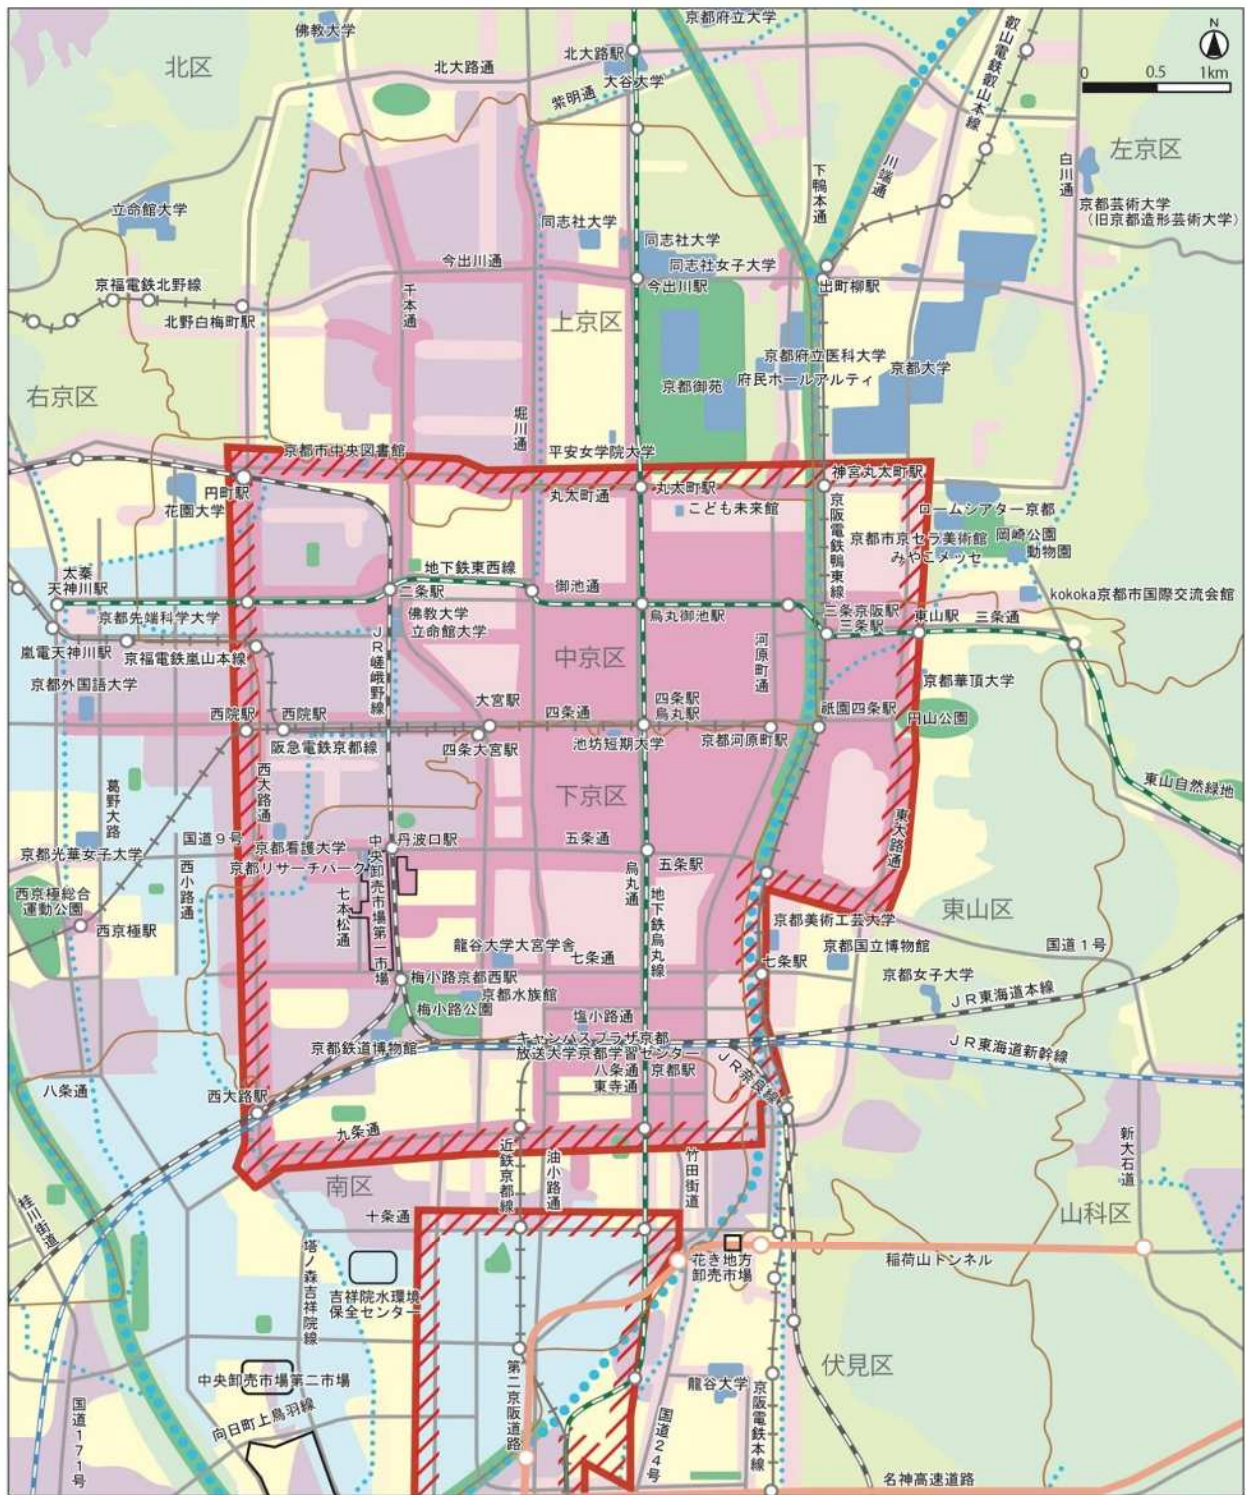 佛教大学
京都府立大学
叡山電鉄叡山本線
N
北区
北大路通
北大路駅
大谷大学
紫明通
0 0.5 1km
下鴨本通
川端通
白川通
左京区
立命館大学
京都芸術大学
(旧京都造形芸術大学)
同志社大学
同志社大学
同志社女子大学
今出川通
今出川駅
出町柳駅
京福電鉄北野線
北野白梅町駅
千本通
上京区
京都府立医科大学
府民ホールアルティ
京都大学
京都御苑
右京区
堀川通
京都市中央図書館
平安女学院大学
神宮丸太町駅
円町駅
花園大学
丸太町通
丸太町駅
こども未来館
京阪電鉄鴨東線
ロームシアター京都
京都市京セラ美術館
みやこメッセ
岡崎公園
動物園
太秦
天神川駅
地下鉄東西線
二条駅
御池通
烏丸御池駅
三条京阪駅
三条駅
東山駅
三条通
kokoka京都市国際交流会館
京都先端科学大学
佛教大学
立命館大学
嵐電天神川駅
京福電鉄嵐山本線
JR嵯峨野線
中京区
河原町通
京都外国語大学
京都華頂大学
大宮駅
四条駅
烏丸駅
祇園四条駅
円山公園
西院駅
西院駅
四条通
阪急電鉄京都線
四条大宮駅
池坊短期大学
京都河原町駅
西大路通
葛野大路
下京区
東山自然緑地
東大路通
国道9号
京都光華女子大学
京都看護大学
京都リサーチパーク
中央卸売市場第一市場
丹波口駅
五条通
五条駅
西小路通
七本松通
烏丸通
地下鉄烏丸線
西京極総合
運動公園
西京極駅
京都美術工芸大学
東山区
京都国立博物館
国道1号
龍谷大学大宮学舎
七条通
七条駅
京都女子大学
梅小路京都西駅
京都水族館
梅小路公園
JR東海道本線
塩小路通
京都鉄道博物館
キャンパスプラザ京都
放送大学京都学習センター
八条通
京都駅
東寺通
JR奈良線
JR東海道新幹線
八条通
西大路駅
九条通
近鉄京都線
油小路通
竹田街道
新大石道
南区
桂川街道
十条通
山科区
塔ノ森吉祥院線
花き地方
卸売市場
稲荷山トンネル
吉祥院水環境
保全センター
伏見区
中央卸売市場第二市場
第二京阪道路
龍谷大学
京阪電鉄本線
国道171号
向日町上鳥羽線
国道24号
名神高速道路